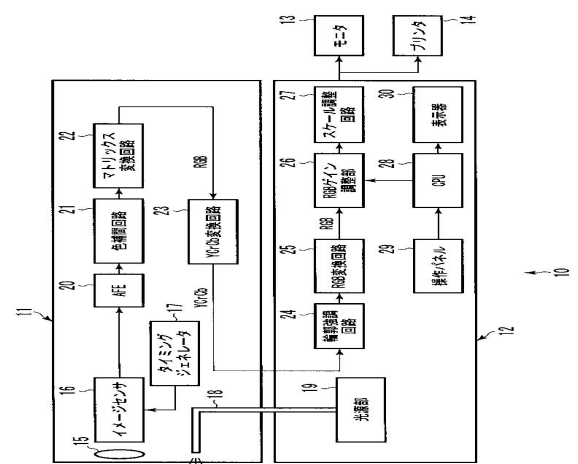 11
15
16
イメージセンサ
17
タイミング
ジェネレータ
18
20
AFE
21
色補間回路
22
マトリックス
変換回路
RGB
23
YCrCb変換回路
YCrCb
12
19
光源部
24
輪郭強調
回路
25
RGB変換回路
RGB
26
RGBゲイン
調整部
27
スケール調整
回路
28
CPU
29
操作パネル
30
表示器
13
モニタ
14
プリンタ
10